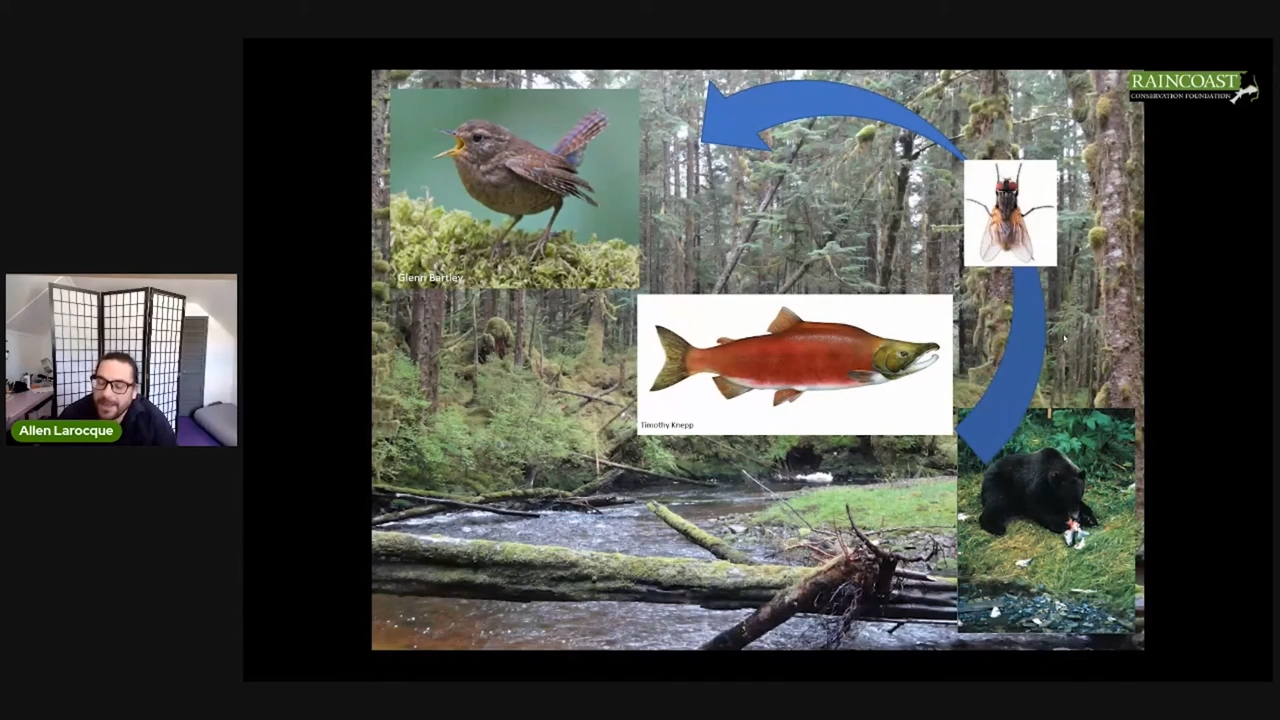 RAINCOAST
CONSERVATION FOUNDATION
Glenn Bartley
Timothy Knepp
Allen Larocque